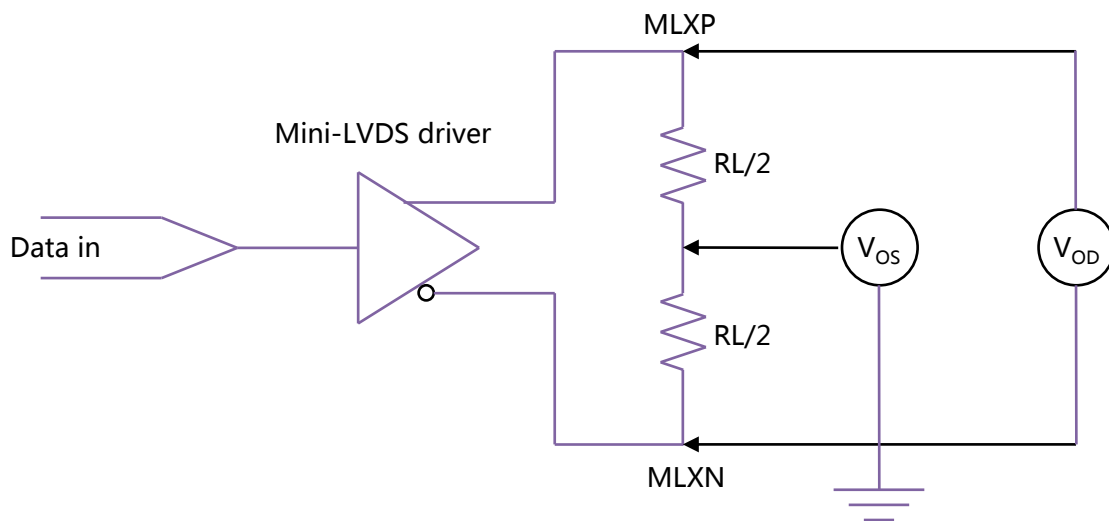 MLXP
Mini-LVDS driver
RL/2
Data in
VOS
VOD
RL/2
MLXN